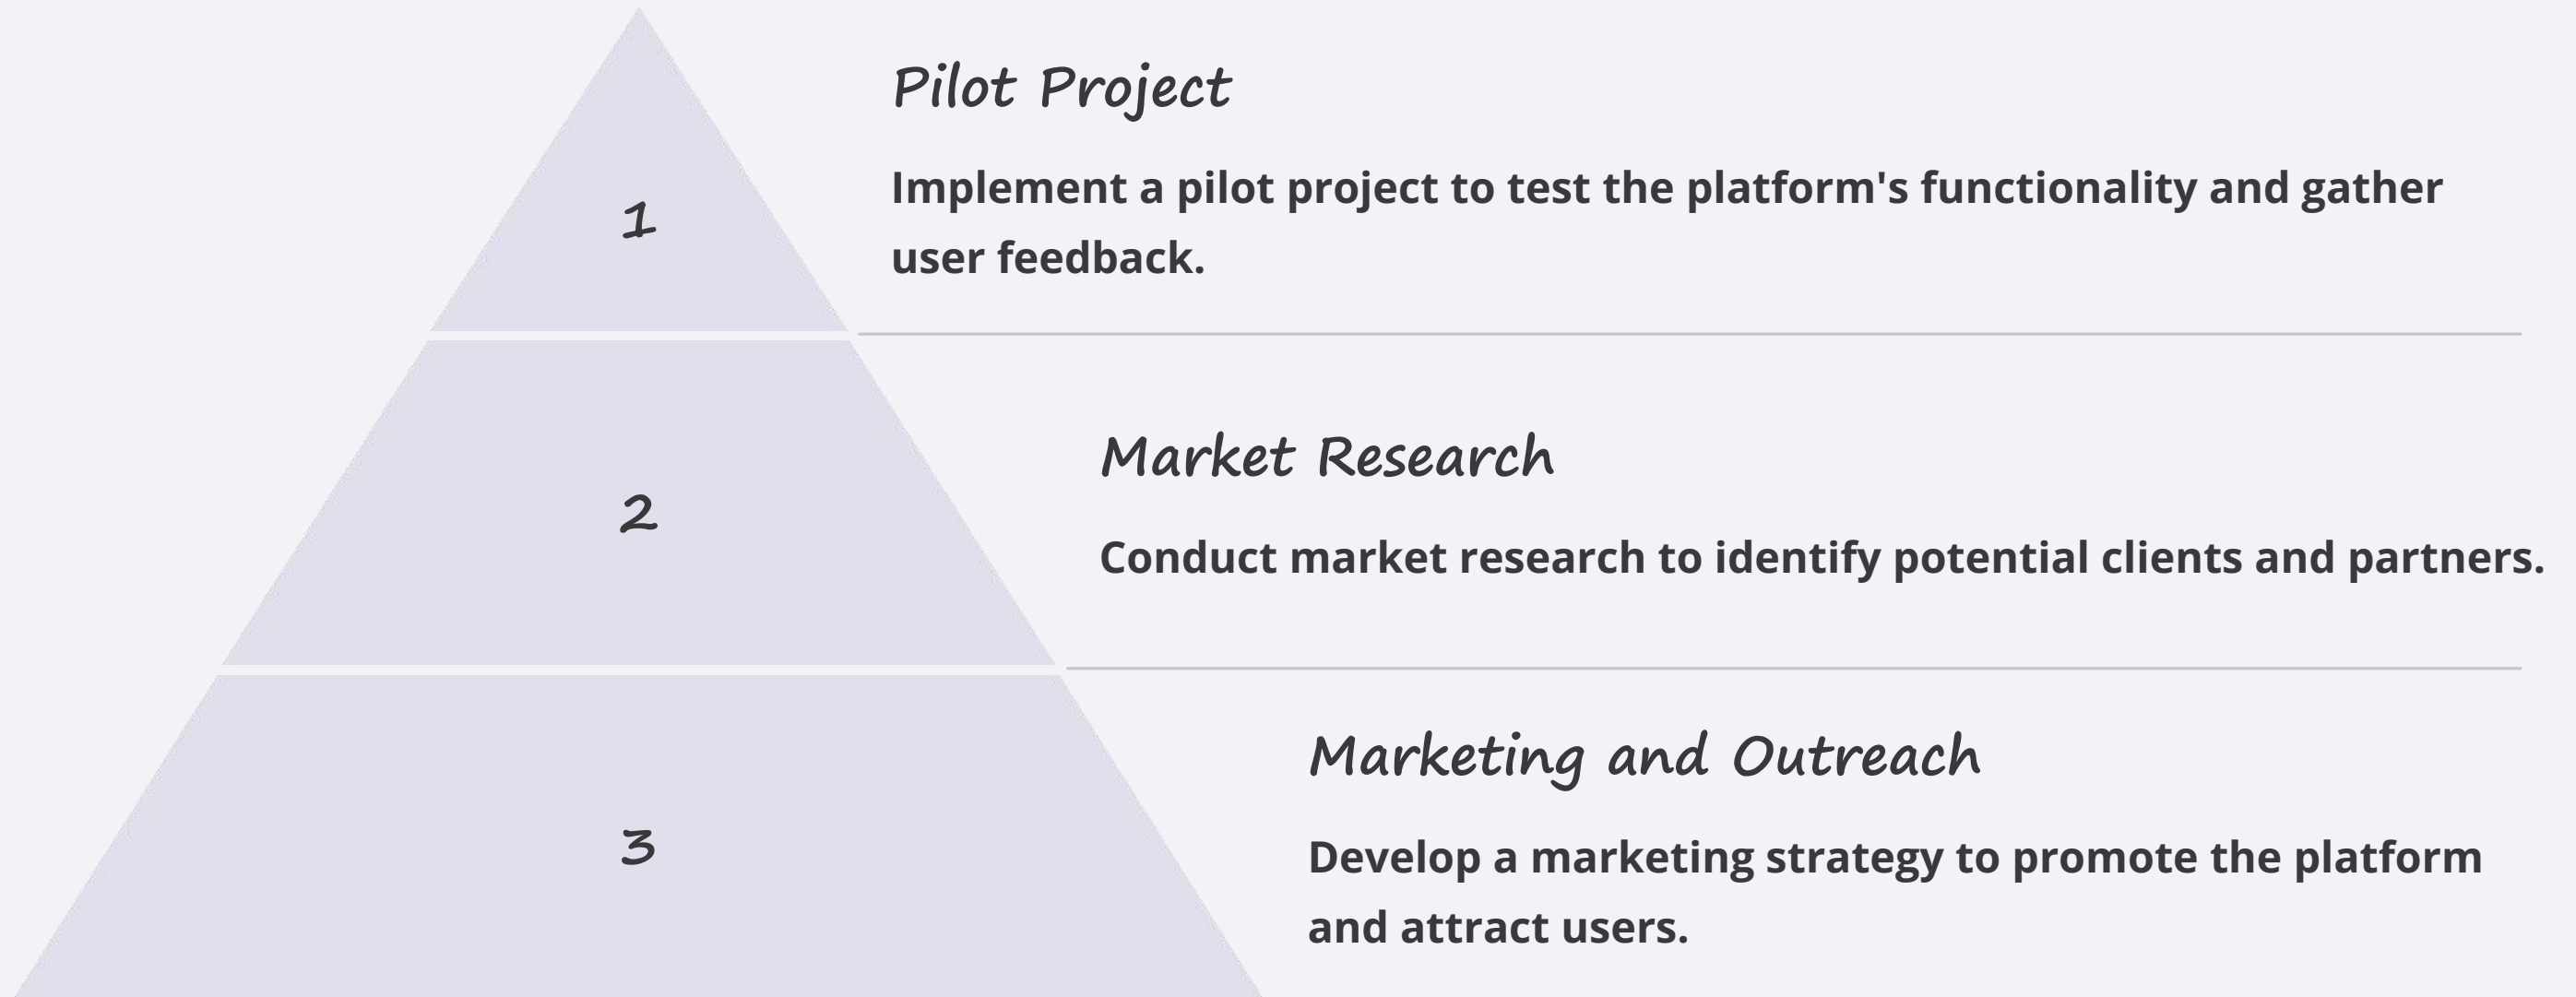 1
Pilot Project
Implement a pilot project to test the platform's functionality and gather
user feedback.
2
Market Research
Conduct market research to identify potential clients and partners.
3
Marketing and Outreach
Develop a marketing strategy to promote the platform
and attract users.